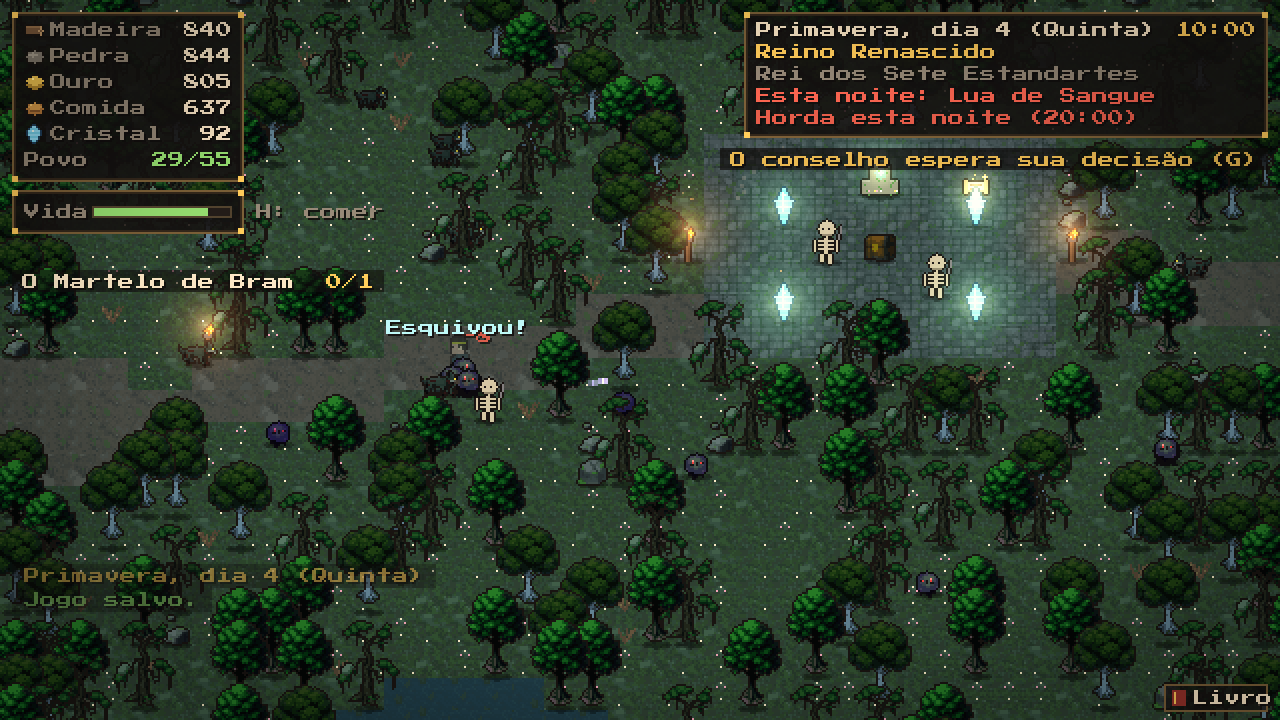 Madeira 840
Pedra 844
Ouro 805
Comida 637
Cristal 92
Povo 29/55
Vida
H: comer
O Martelo de Bram 0/1
Primavera, dia 4 (Quinta) 10:00
Reino Renascido
Rei dos Sete Estandartes
Esta noite: Lua de Sangue
Horda esta noite (20:00)
O conselho espera sua decisão (G)
Esquivou!
Primavera, dia 4 (Quinta)
Jogo salvo.
Livro